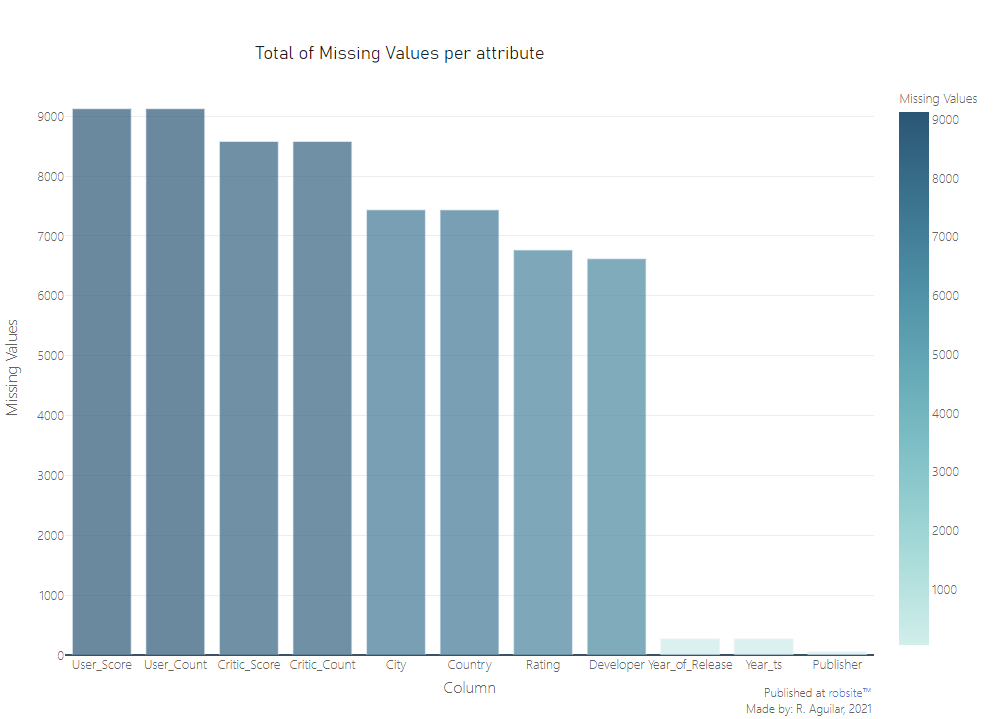 Total of Missing Values per attribute
Missing Values
9000
8000
7000
6000
5000
4000
3000
2000
1000
0
Missing Values
9000
8000
7000
6000
5000
4000
3000
2000
1000
User_Score User_Count Critic_Score Critic_Count City Country Rating Developer Year_of_Release Year_ts Publisher
Column
Published at robsite™
Made by: R. Aguilar, 2021